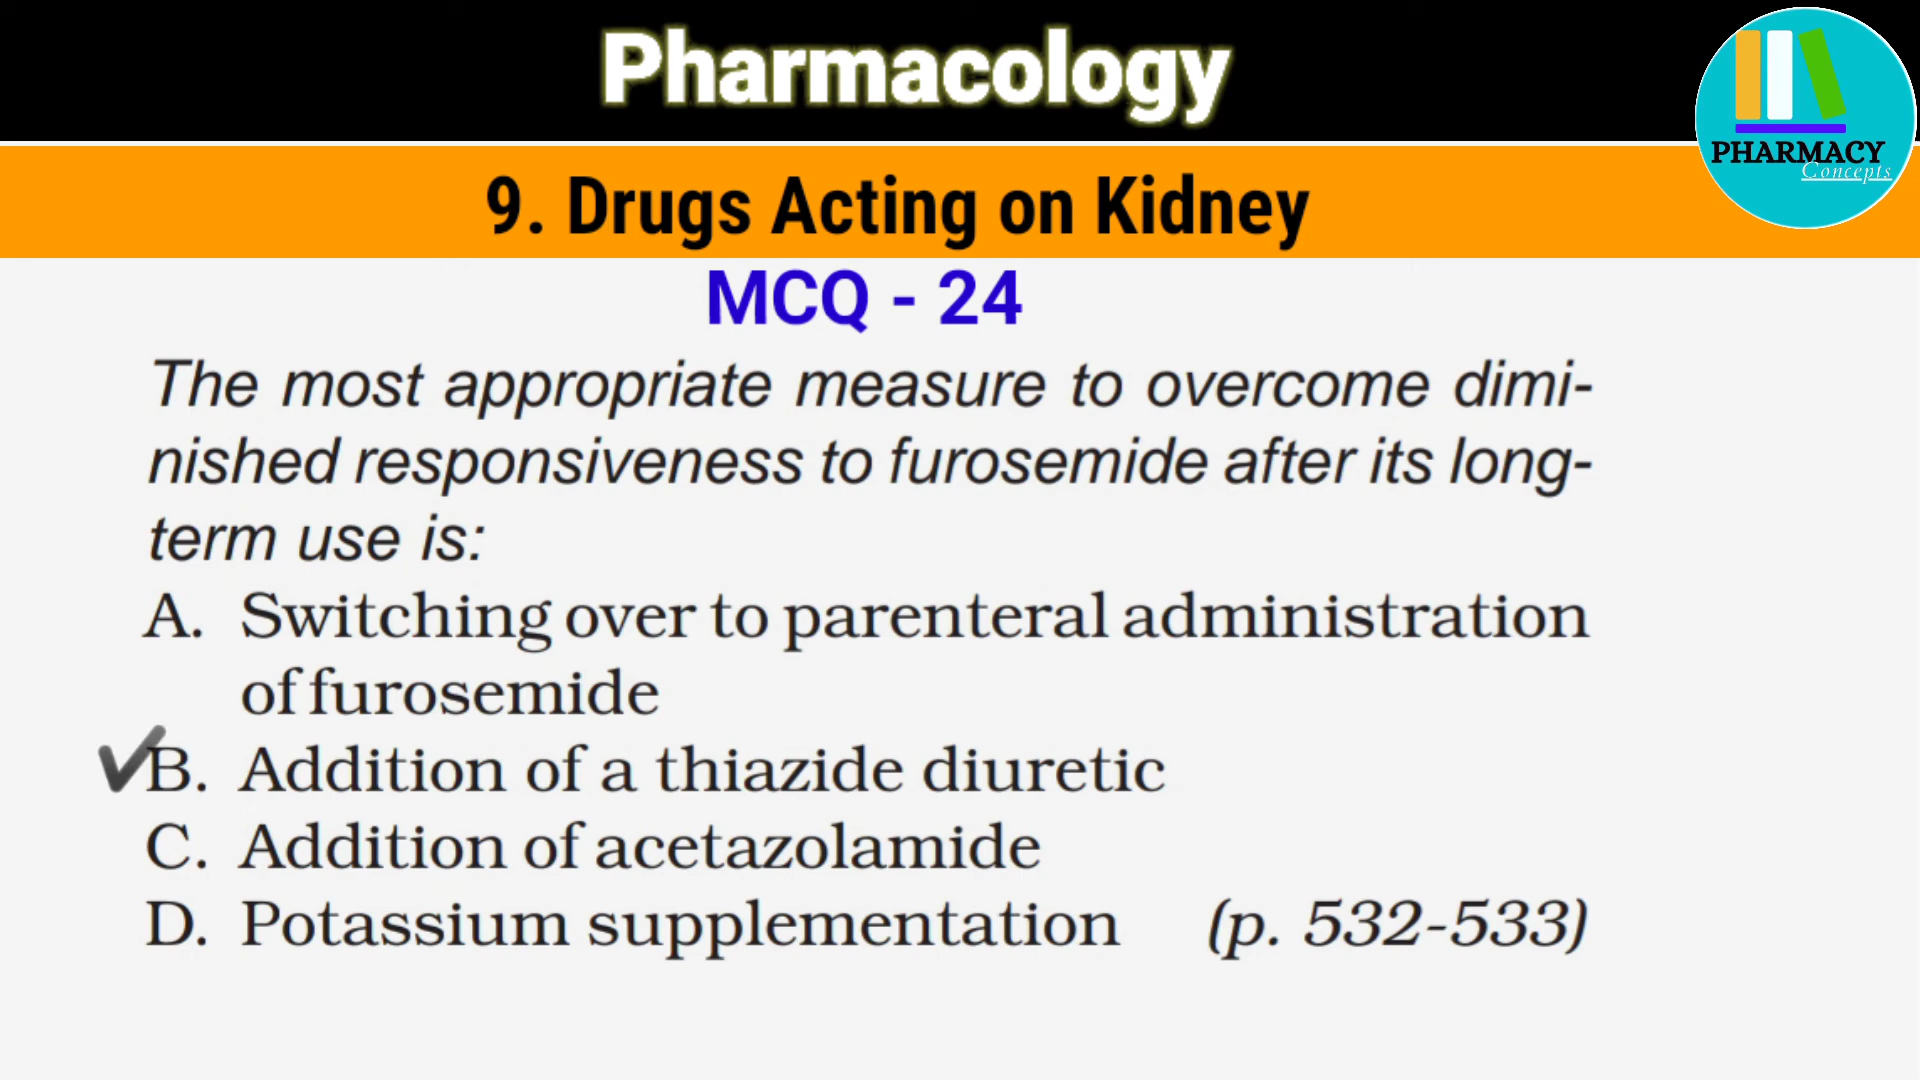 Pharmacology
PHARMACY
Concepts
9. Drugs Acting on Kidney
MCQ - 24
The most appropriate measure to overcome dimi-
nished responsiveness to furosemide after its long-
term use is:
A. Switching over to parenteral administration
of furosemide
✔B. Addition of a thiazide diuretic
C. Addition of acetazolamide
D. Potassium supplementation (p. 532-533)